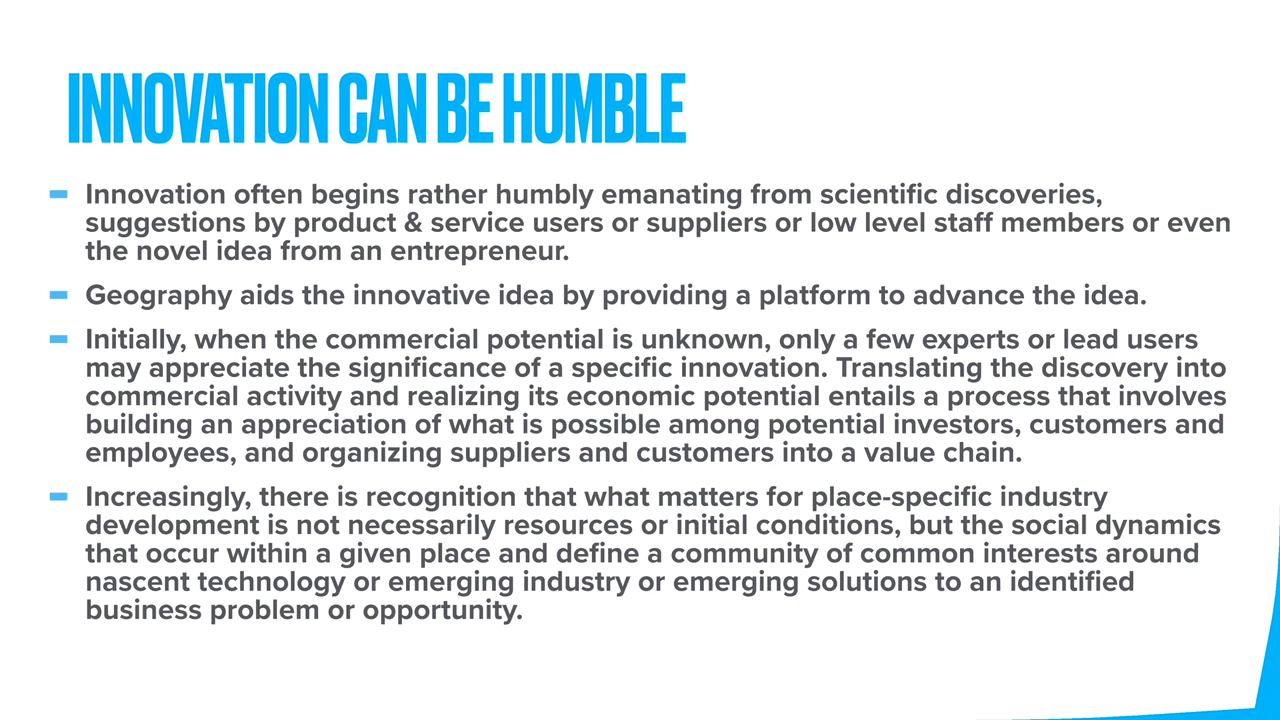 INNOVATION CAN BE HUMBLE
Innovation often begins rather humbly emanating from scientific discoveries,
suggestions by product & service users or suppliers or low level staff members or even
the novel idea from an entrepreneur.
Geography aids the innovative idea by providing a platform to advance the idea.
Initially, when the commercial potential is unknown, only a few experts or lead users
may appreciate the significance of a specific innovation. Translating the discovery into
commercial activity and realizing its economic potential entails a process that involves
building an appreciation of what is possible among potential investors, customers and
employees, and organizing suppliers and customers into a value chain.
Increasingly, there is recognition that what matters for place-specific industry
development is not necessarily resources or initial conditions, but the social dynamics
that occur within a given place and define a community of common interests around
nascent technology or emerging industry or emerging solutions to an identified
business problem or opportunity.